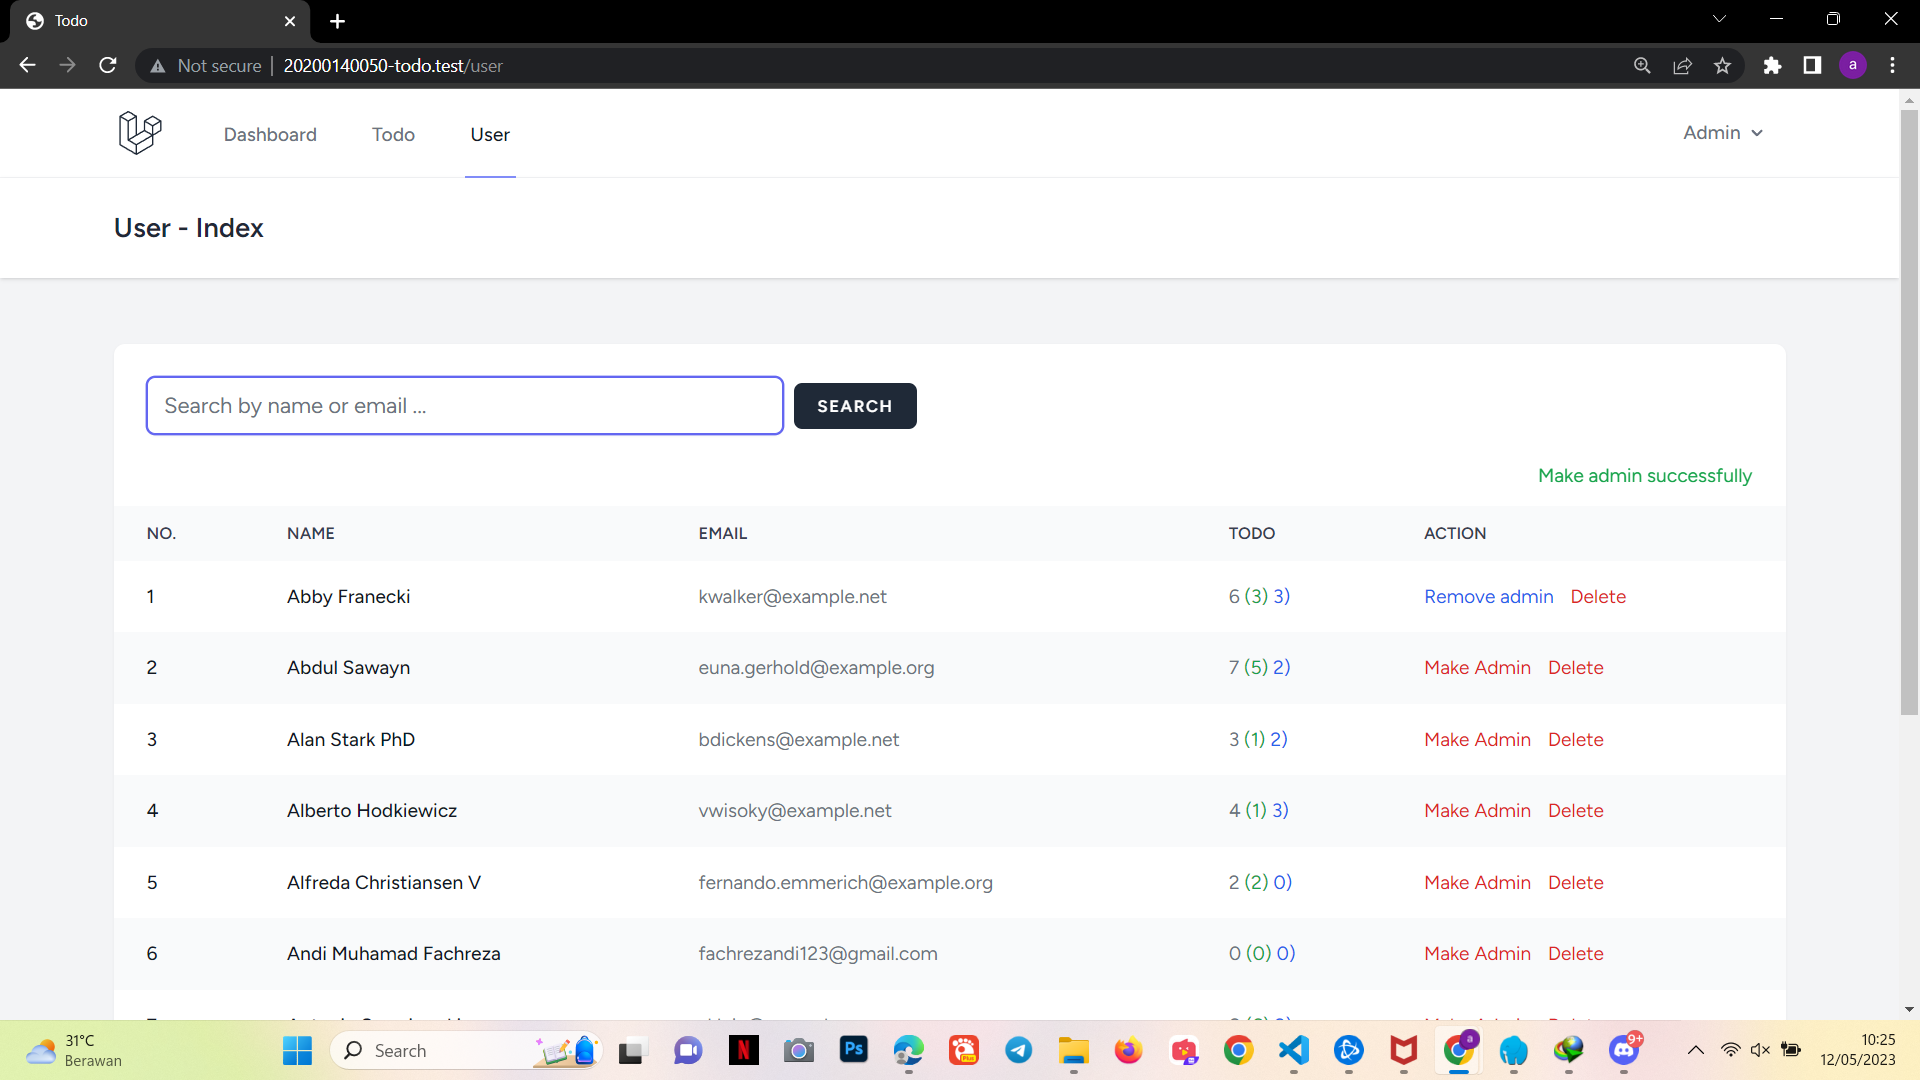 Todo
Not secure | 20200140050-todo.test/user
a
Dashboard Todo User
Admin
User - Index
Search by name or email ...
SEARCH
Make admin successfully
NO. NAME EMAIL TODO ACTION
1 Abby Franecki kwalker@example.net 6 (3) 3) Remove admin Delete
2 Abdul Sawayn euna.gerhold@example.org 7 (5) 2) Make Admin Delete
3 Alan Stark PhD bdickens@example.net 3 (1) 2) Make Admin Delete
4 Alberto Hodkiewicz vwisoky@example.net 4 (1) 3) Make Admin Delete
5 Alfreda Christiansen V fernando.emmerich@example.org 2 (2) 0) Make Admin Delete
6 Andi Muhamad Fachreza fachrezandi123@gmail.com 0 (0) 0) Make Admin Delete
31°C
Berawan
Search
N
Ps
Plus
a
9+
10:25
12/05/2023